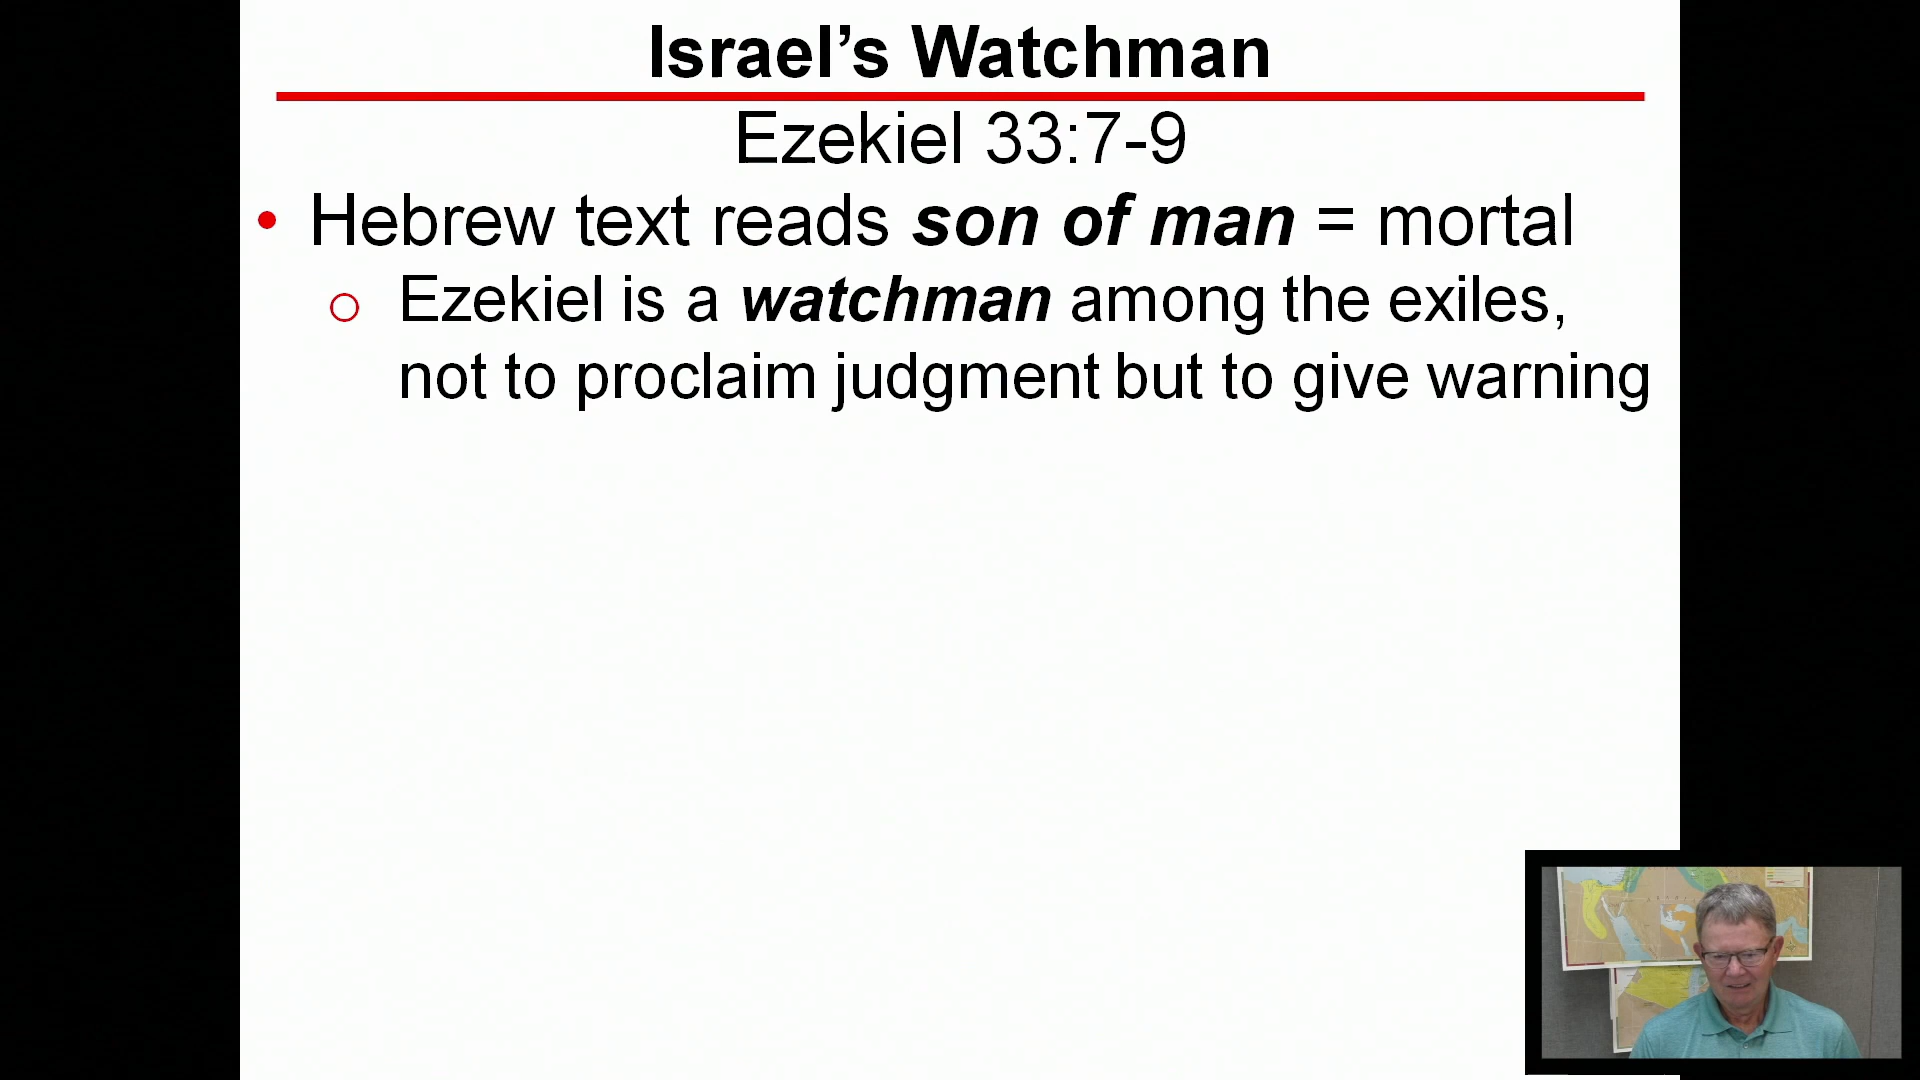 Israel’s Watchman
Ezekiel 33:7-9
• Hebrew text reads son of man = mortal
o Ezekiel is a watchman among the exiles,
not to proclaim judgment but to give warning